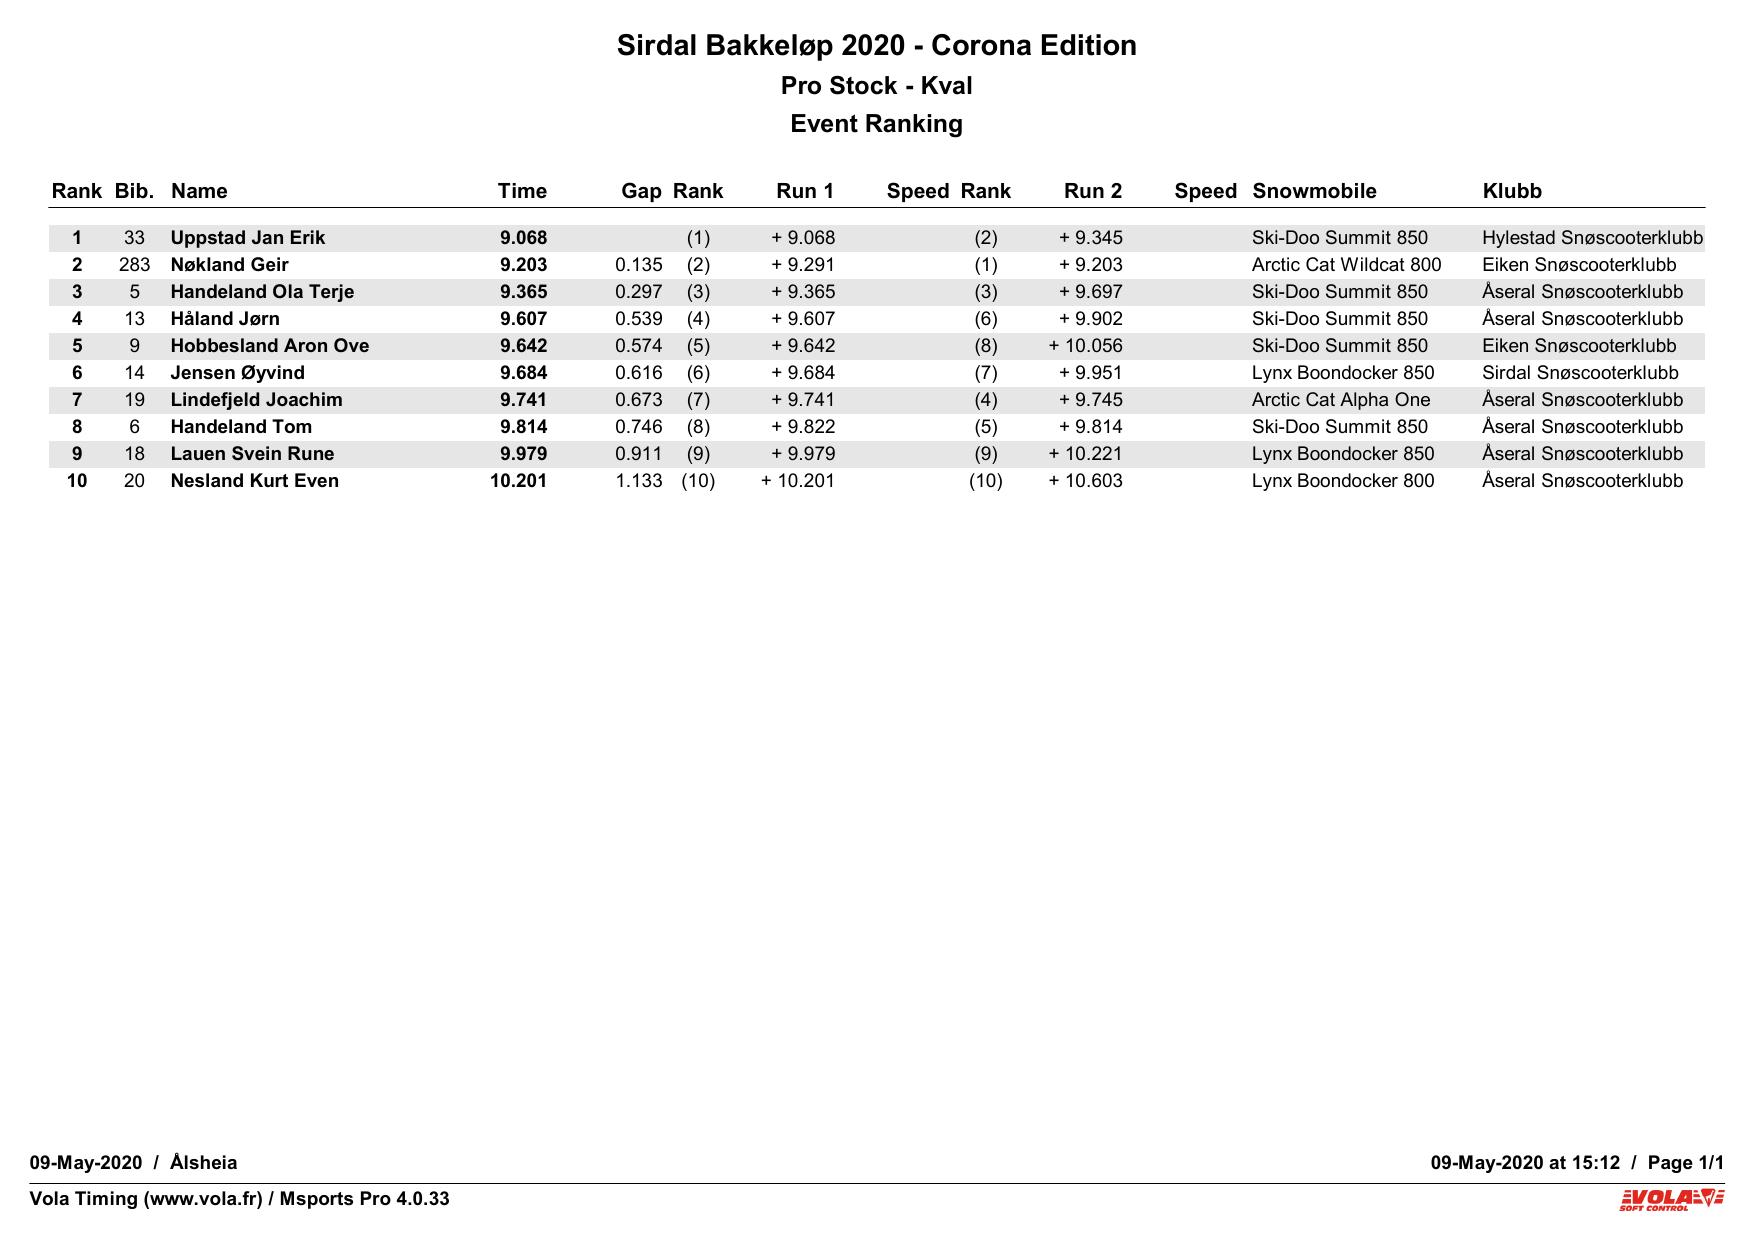 Sirdal Bakkeløp 2020 - Corona Edition
Pro Stock - Kval
Event Ranking
Rank Bib. Name Time Gap Rank Run 1 Speed Rank Run 2 Speed Snowmobile Klubb
1 33 Uppstad Jan Erik 9.068 (1) + 9.068 (2) + 9.345 Ski-Doo Summit 850 Hylestad Snøscooterklubb
2 283 Nøkland Geir 9.203 0.135 (2) + 9.291 (1) + 9.203 Arctic Cat Wildcat 800 Eiken Snøscooterklubb
3 5 Handeland Ola Terje 9.365 0.297 (3) + 9.365 (3) + 9.697 Ski-Doo Summit 850 Åseral Snøscooterklubb
4 13 Håland Jørn 9.607 0.539 (4) + 9.607 (6) + 9.902 Ski-Doo Summit 850 Åseral Snøscooterklubb
5 9 Hobbesland Aron Ove 9.642 0.574 (5) + 9.642 (8) + 10.056 Ski-Doo Summit 850 Eiken Snøscooterklubb
6 14 Jensen Øyvind 9.684 0.616 (6) + 9.684 (7) + 9.951 Lynx Boondocker 850 Sirdal Snøscooterklubb
7 19 Lindefjeld Joachim 9.741 0.673 (7) + 9.741 (4) + 9.745 Arctic Cat Alpha One Åseral Snøscooterklubb
8 6 Handeland Tom 9.814 0.746 (8) + 9.822 (5) + 9.814 Ski-Doo Summit 850 Åseral Snøscooterklubb
9 18 Lauen Svein Rune 9.979 0.911 (9) + 9.979 (9) + 10.221 Lynx Boondocker 850 Åseral Snøscooterklubb
10 20 Nesland Kurt Even 10.201 1.133 (10) + 10.201 (10) + 10.603 Lynx Boondocker 800 Åseral Snøscooterklubb
09-May-2020 / Ålsheia 09-May-2020 at 15:12 / Page 1/1
Vola Timing (www.vola.fr) / Msports Pro 4.0.33
VOLA
SOFT CONTROL